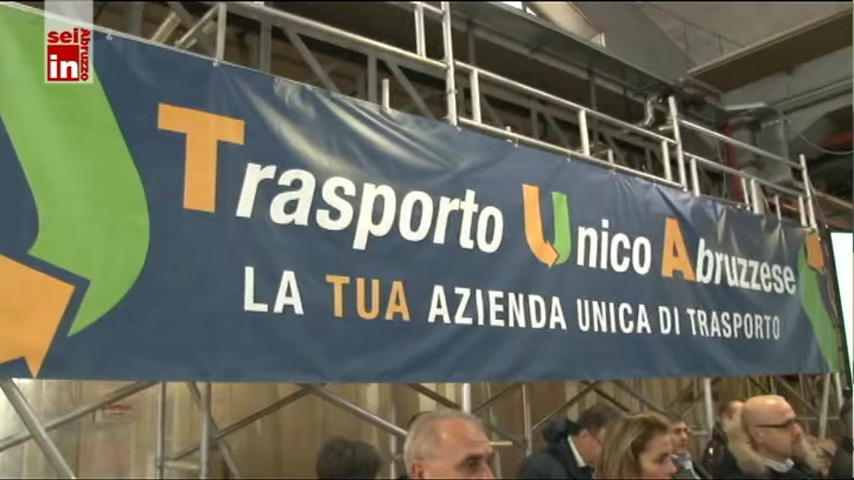 sei
in
Abruzzo
Trasporto Unico Abruzzese
LA TUA AZIENDA UNICA DI TRASPORTO